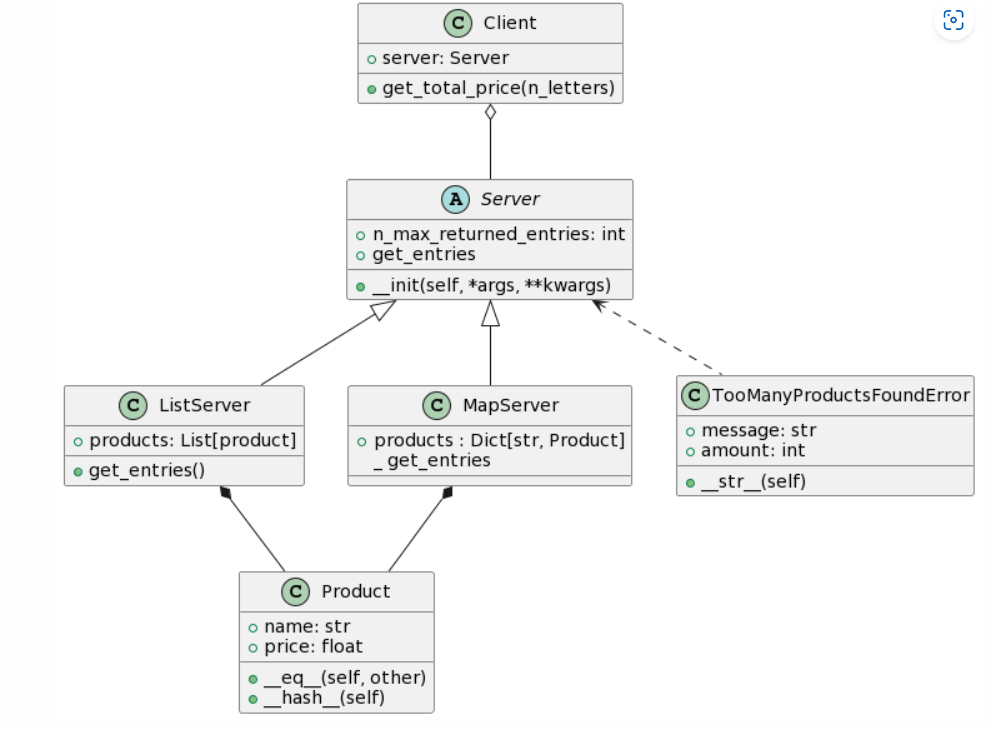 C Client
server: Server
get_total_price(n_letters)
A Server
n_max_returned_entries: int
get_entries
__init(self, *args, **kwargs)
C ListServer
products: List[product]
get_entries()
C MapServer
products : Dict[str, Product]
_ get_entries
C TooManyProductsFoundError
message: str
amount: int
__str__(self)
C Product
name: str
price: float
__eq__(self, other)
__hash__(self)